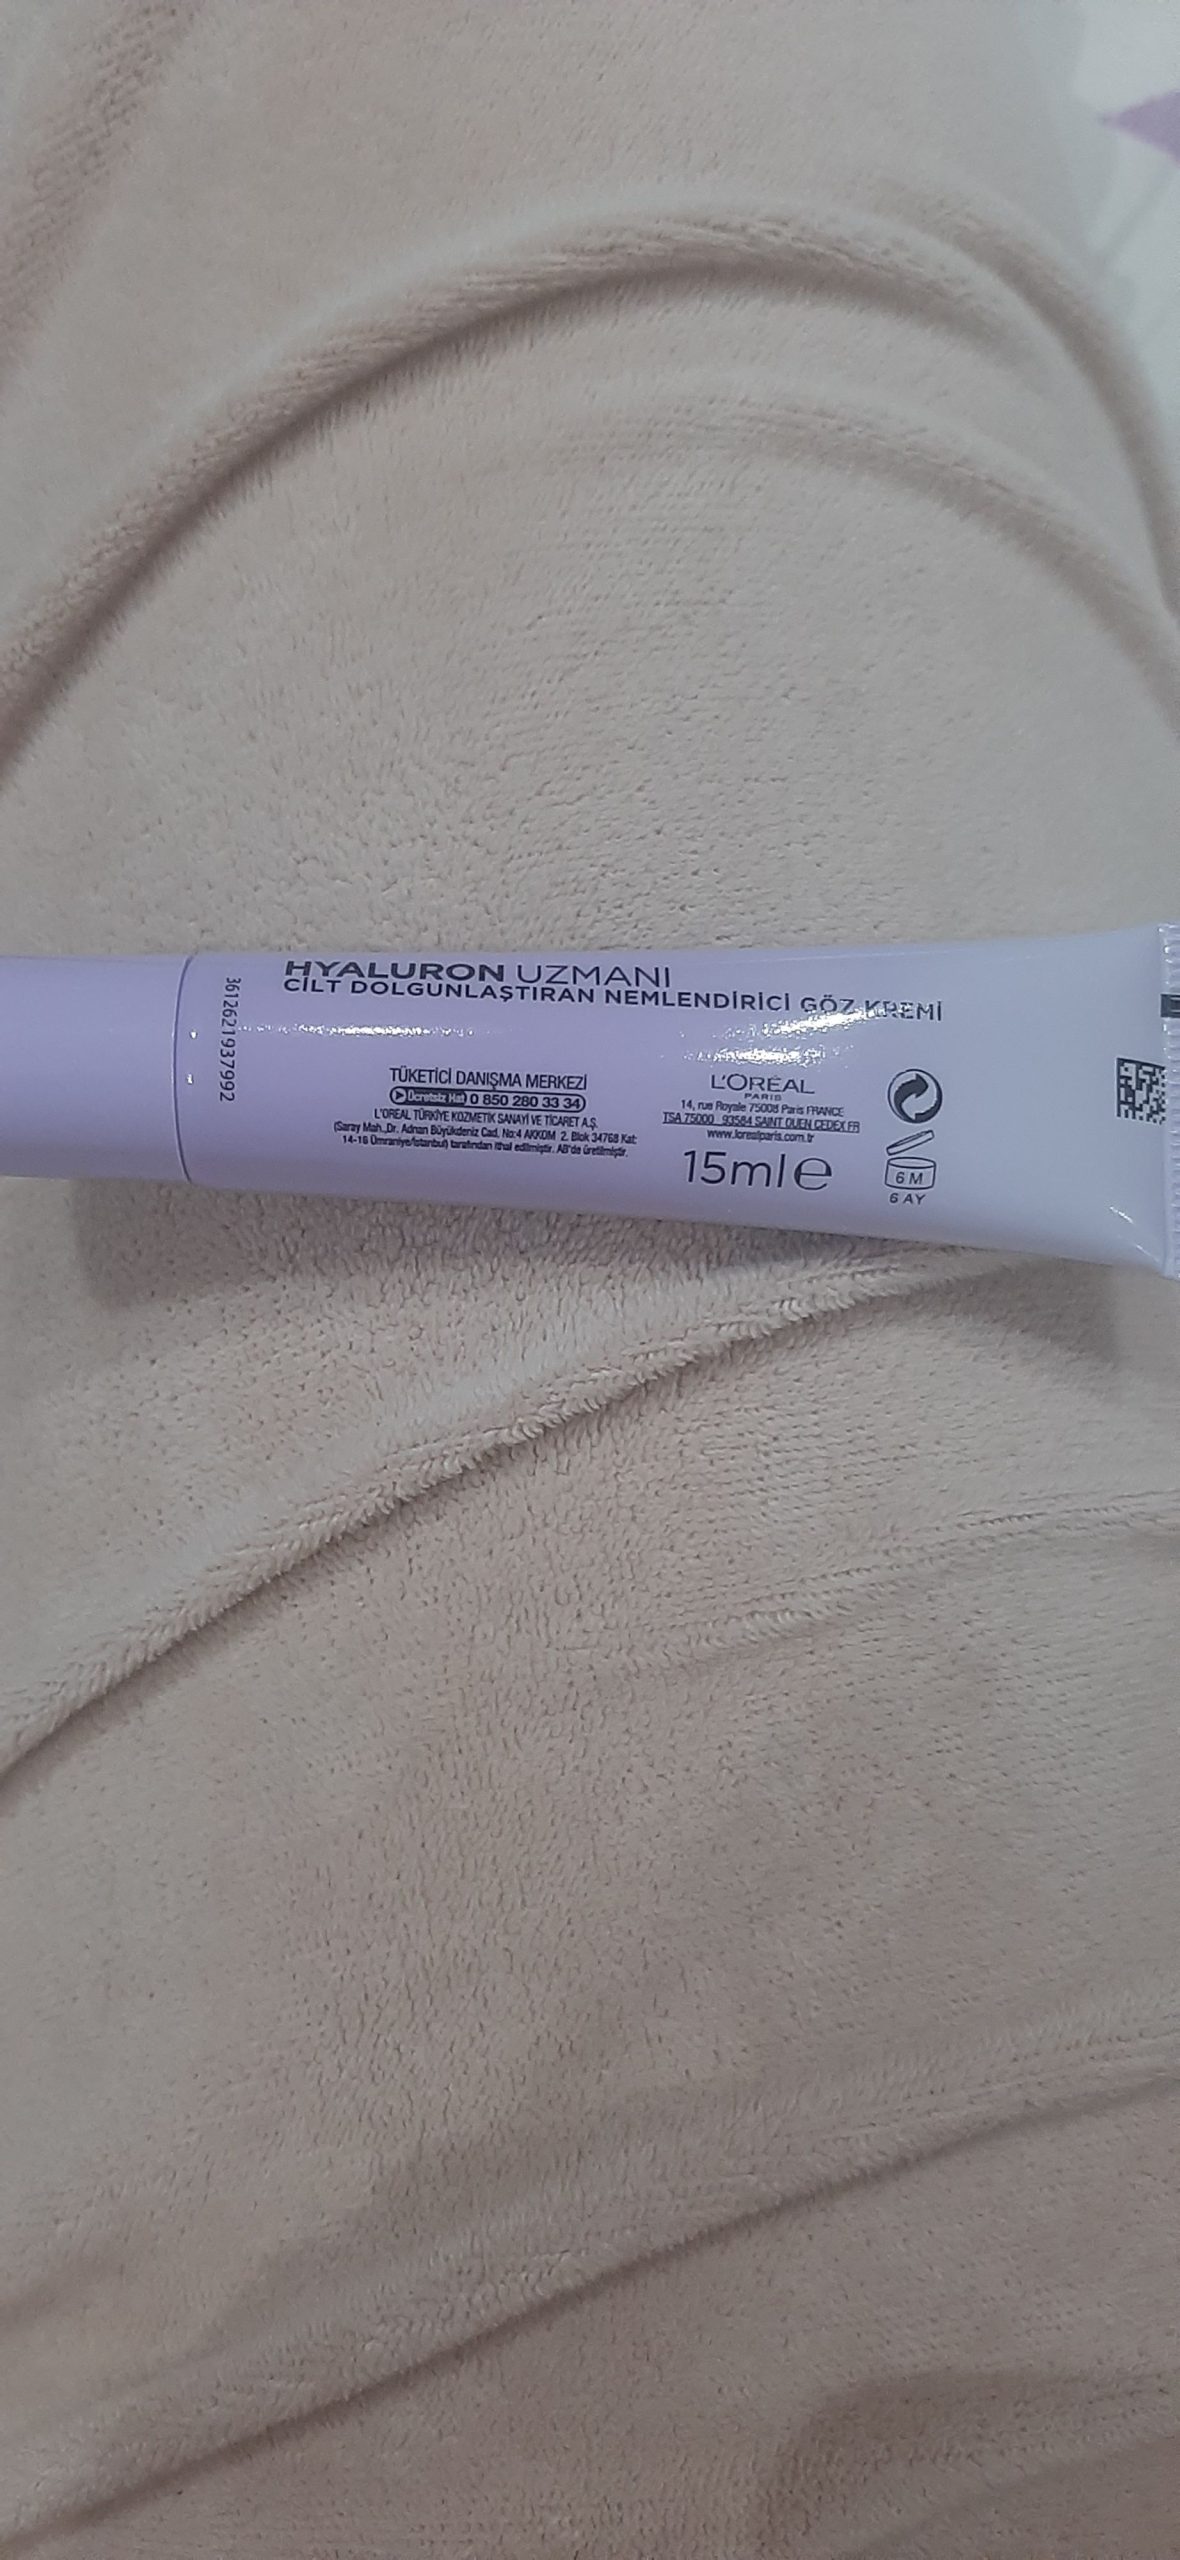 HYALURON UZMANI
CİLT DOLGUNLAŞTIRAN NEMLENDİRİCİ GÖZ KREMİ
3612621937992
TÜKETİCİ DANIŞMA MERKEZİ
Ücretsiz Hat 0 850 280 33 34
L'OREAL TÜRKİYE KOZMETİK SANAYİ VE TİCARET A.Ş.
(Saray Mah.,Dr. Adnan Büyükdeniz Cad, No:4 AKKOM 2. Blok 34768 Kat:
14-16 Ümraniye/İstanbul) tarafından ithal edilmiştir. AB'de üretilmiştir.
L'ORÉAL
PARIS
14, rue Royale 75008 Paris FRANCE
TSA 75000 93584 SAINT OUEN CEDEX FR
www.lorealparis.com.tr
15ml e
6 M
6 AY